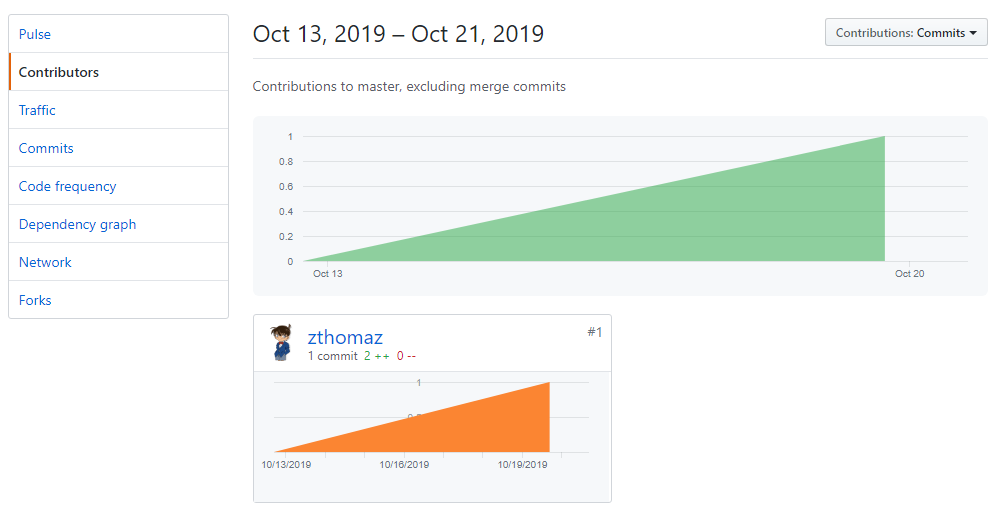 Pulse
Contributors
Traffic
Commits
Code frequency
Dependency graph
Network
Forks
Oct 13, 2019 – Oct 21, 2019
Contributions: Commits
Contributions to master, excluding merge commits
1
0.8
0.6
0.4
0.2
0
Oct 13
Oct 20
zthomaz
#1
1 commit 2 ++ 0 --
1
10/13/2019
10/16/2019
10/19/2019